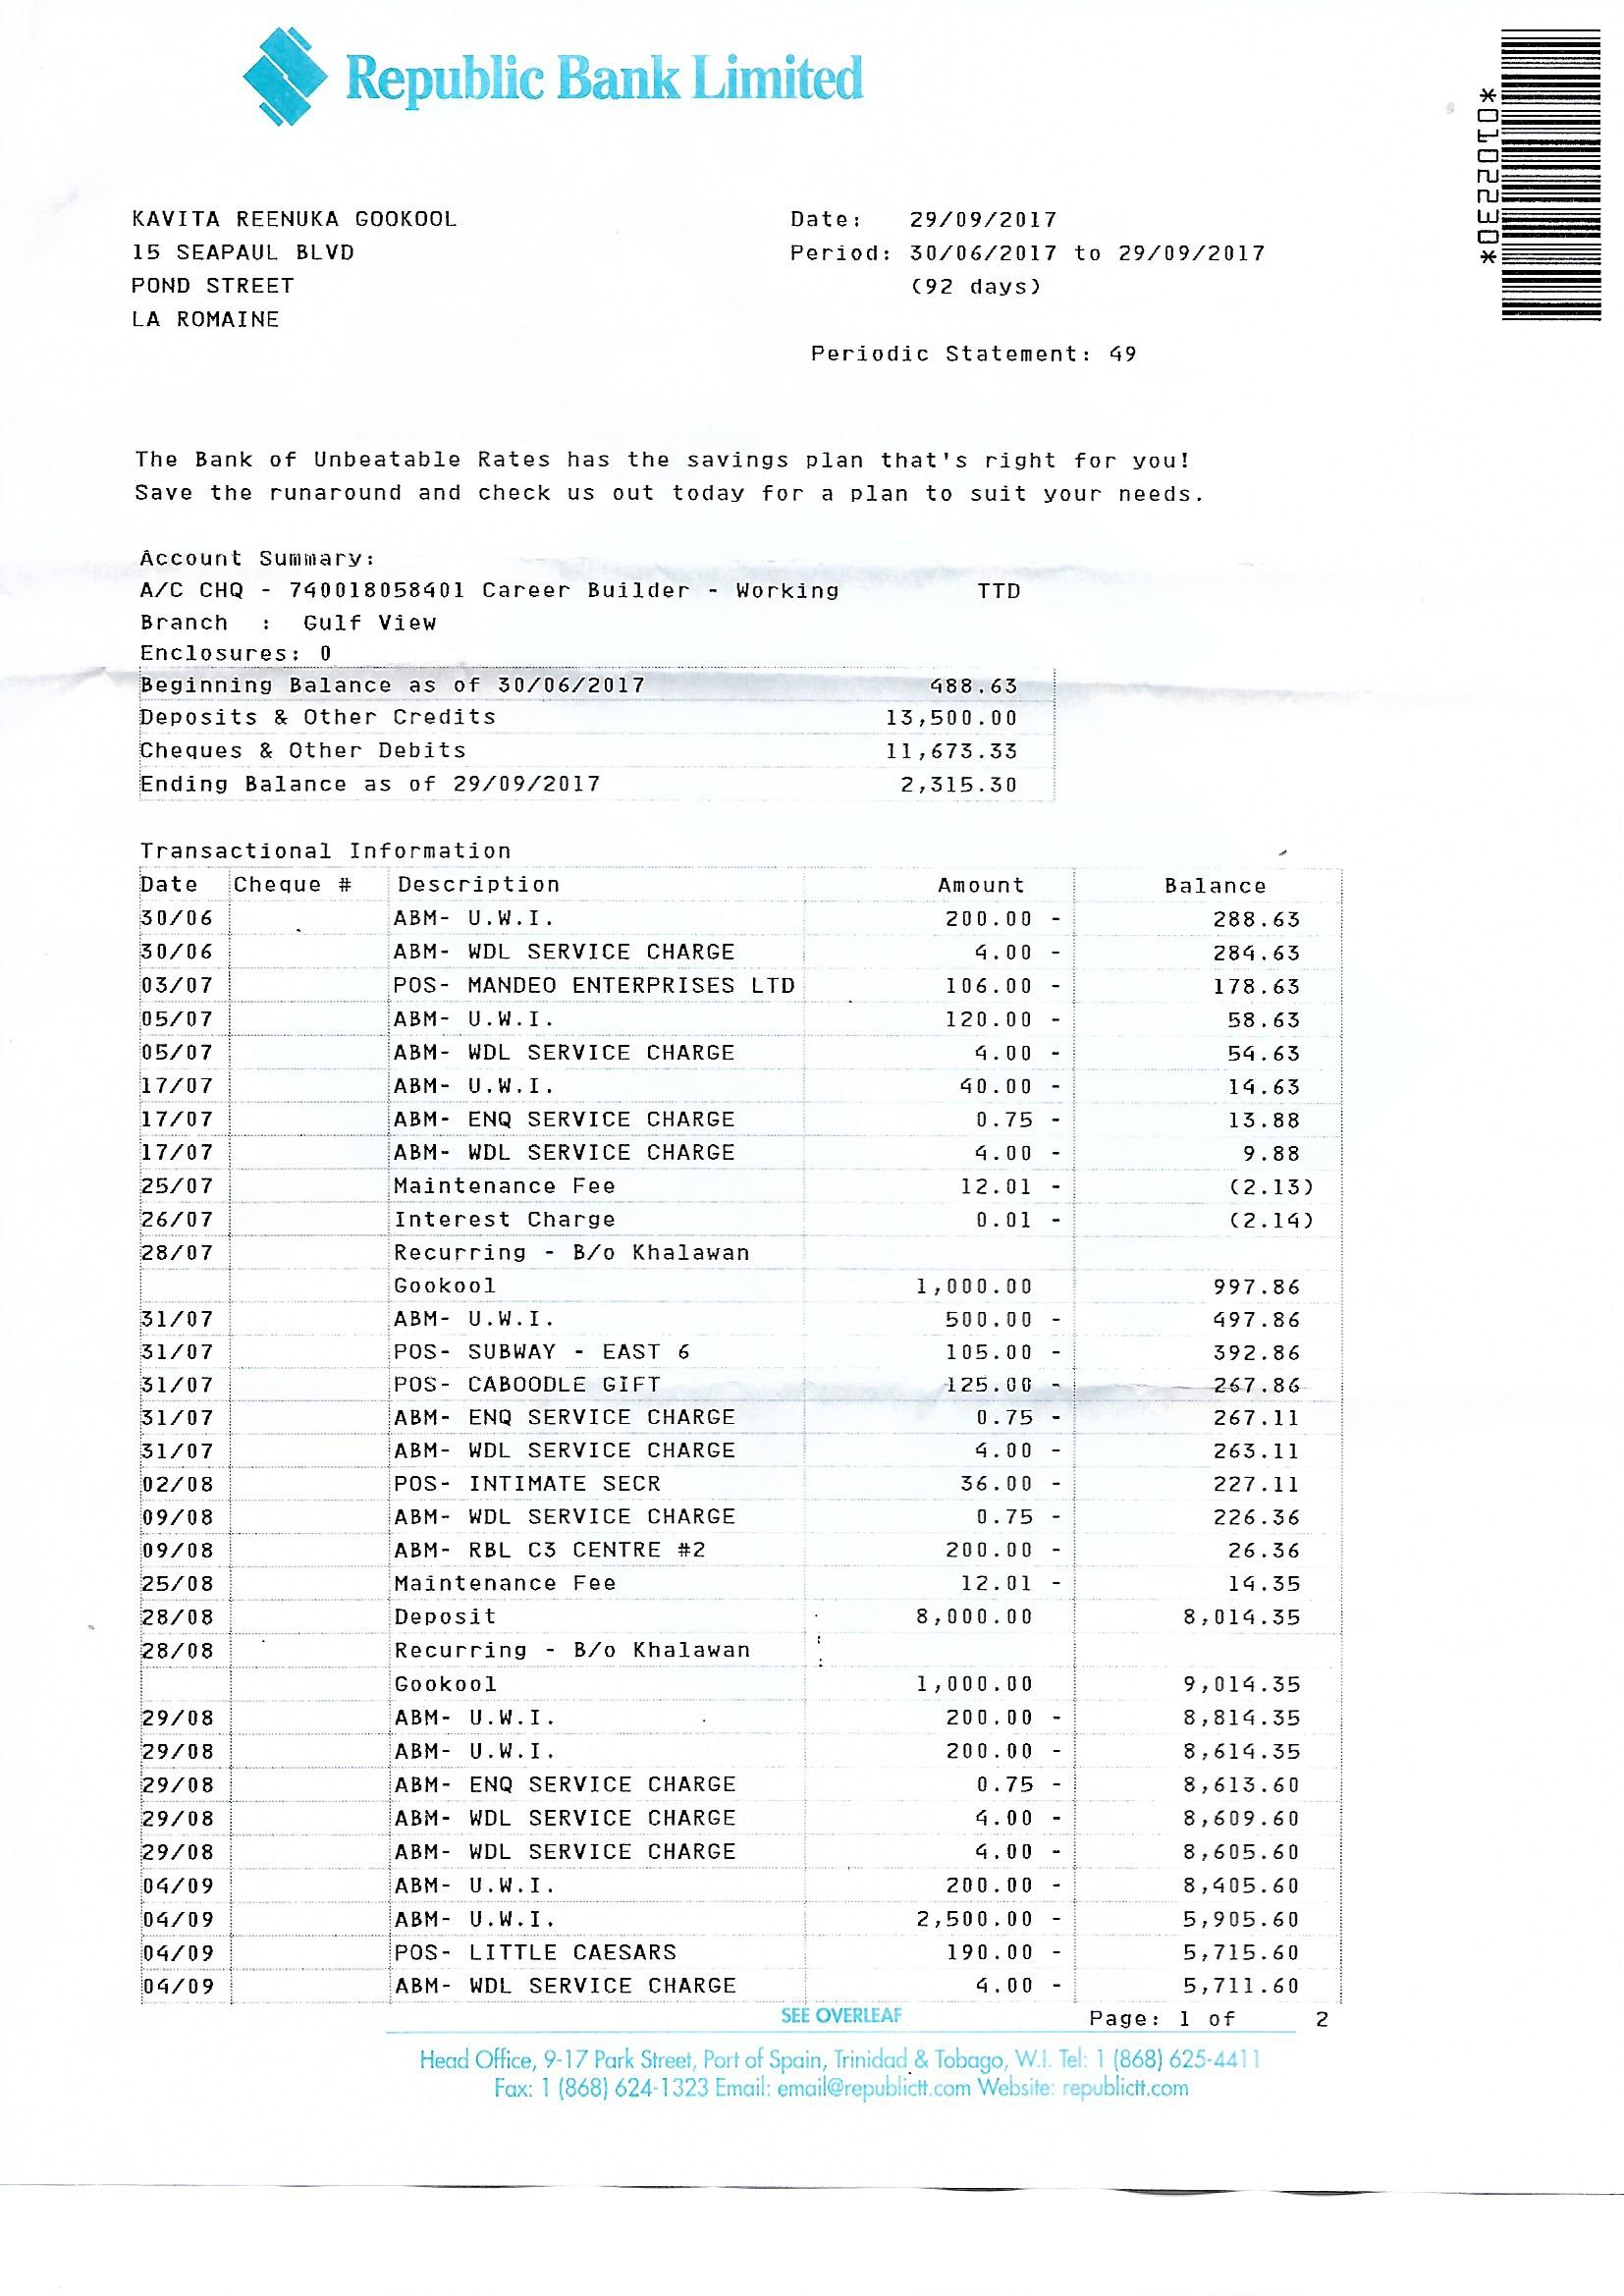 Republic Bank Limited
*0102230*
KAVITA REENUKA GOOKOOL
15 SEAPAUL BLVD
POND STREET
LA ROMAINE
Date: 29/09/2017
Period: 30/06/2017 to 29/09/2017
(92 days)
Periodic Statement: 49
The Bank of Unbeatable Rates has the savings plan that's right for you!
Save the runaround and check us out today for a plan to suit your needs.
Account Summary:
A/C CHQ - 740018058401 Career Builder - Working TTD
Branch : Gulf View
Enclosures: 0
Beginning Balance as of 30/06/2017 488.63
Deposits & Other Credits 13,500.00
Cheques & Other Debits 11,673.33
Ending Balance as of 29/09/2017 2,315.30
Transactional Information
Date Cheque # Description Amount Balance
30/06 ABM- U.W.I. 200.00 - 288.63
30/06 ABM- WDL SERVICE CHARGE 4.00 - 284.63
03/07 POS- MANDEO ENTERPRISES LTD 106.00 - 178.63
05/07 ABM- U.W.I. 120.00 - 58.63
05/07 ABM- WDL SERVICE CHARGE 4.00 - 54.63
17/07 ABM- U.W.I. 40.00 - 14.63
17/07 ABM- ENQ SERVICE CHARGE 0.75 - 13.88
17/07 ABM- WDL SERVICE CHARGE 4.00 - 9.88
25/07 Maintenance Fee 12.01 - (2.13)
26/07 Interest Charge 0.01 - (2.14)
28/07 Recurring - B/o Khalawan
Gookool 1,000.00 997.86
31/07 ABM- U.W.I. 500.00 - 497.86
31/07 POS- SUBWAY - EAST 6 105.00 - 392.86
31/07 POS- CABOODLE GIFT 125.00 - 267.86
31/07 ABM- ENQ SERVICE CHARGE 0.75 - 267.11
31/07 ABM- WDL SERVICE CHARGE 4.00 - 263.11
02/08 POS- INTIMATE SECR 36.00 - 227.11
09/08 ABM- WDL SERVICE CHARGE 0.75 - 226.36
09/08 ABM- RBL C3 CENTRE #2 200.00 - 26.36
25/08 Maintenance Fee 12.01 - 14.35
28/08 Deposit 8,000.00 8,014.35
28/08 Recurring - B/o Khalawan
Gookool 1,000.00 9,014.35
29/08 ABM- U.W.I. 200.00 - 8,814.35
29/08 ABM- U.W.I. 200.00 - 8,614.35
29/08 ABM- ENQ SERVICE CHARGE 0.75 - 8,613.60
29/08 ABM- WDL SERVICE CHARGE 4.00 - 8,609.60
29/08 ABM- WDL SERVICE CHARGE 4.00 - 8,605.60
04/09 ABM- U.W.I. 200.00 - 8,405.60
04/09 ABM- U.W.I. 2,500.00 - 5,905.60
04/09 POS- LITTLE CAESARS 190.00 - 5,715.60
04/09 ABM- WDL SERVICE CHARGE 4.00 - 5,711.60
SEE OVERLEAF
Page: 1 of 2
Head Office, 9-17 Park Street, Port of Spain, Trinidad & Tobago, W.I. Tel: 1 (868) 625-4411
Fax: 1 (868) 624-1323 Email: email@republictt.com Website: republictt.com